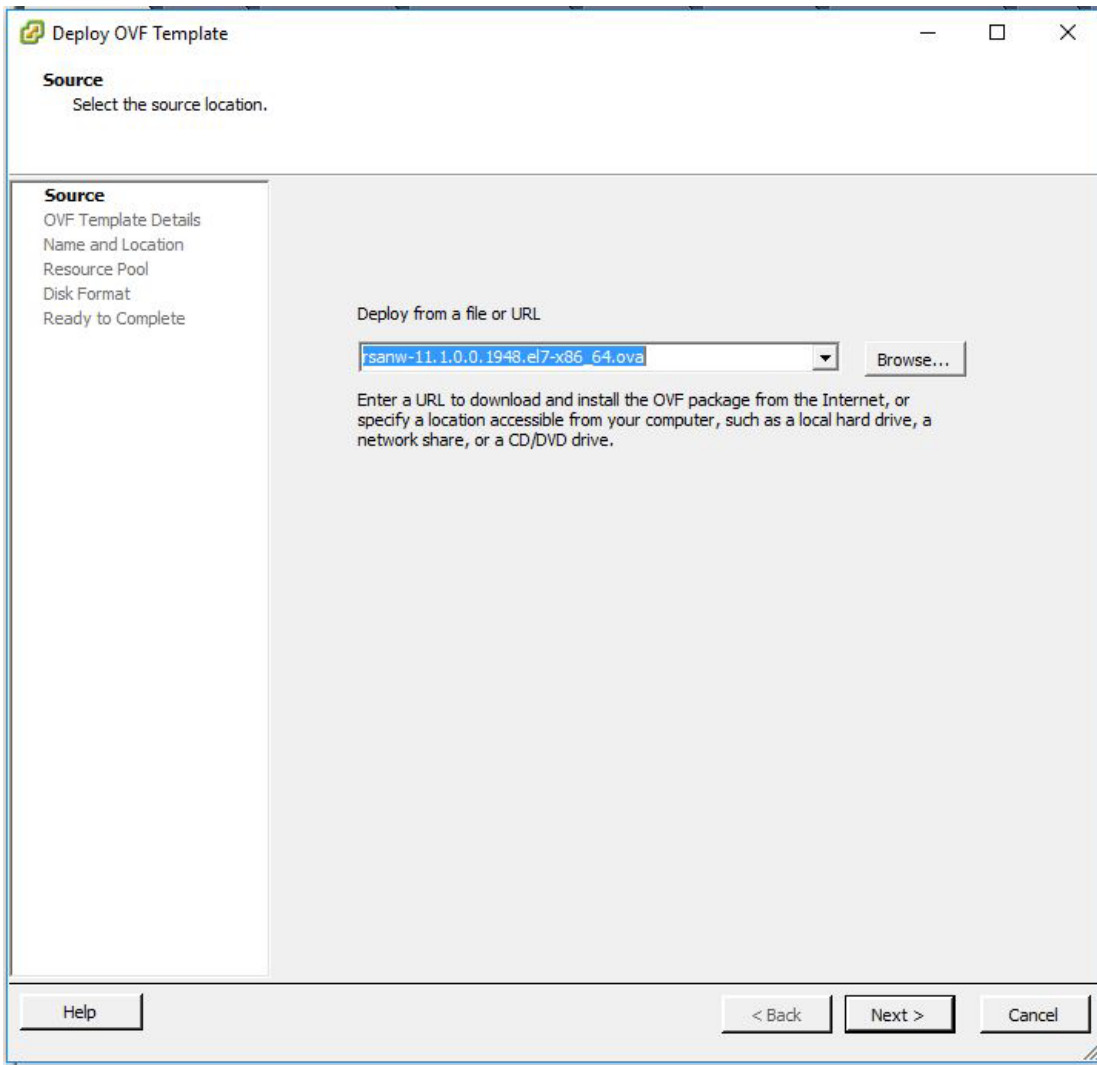 Deploy OVF Template
Source
Select the source location.
Source
OVF Template Details
Name and Location
Resource Pool
Disk Format
Ready to Complete
Deploy from a file or URL
rsanw-11.1.0.0.1948.el7-x86_64.ova
Browse...
Enter a URL to download and install the OVF package from the Internet, or
specify a location accessible from your computer, such as a local hard drive, a
network share, or a CD/DVD drive.
Help
< Back
Next >
Cancel